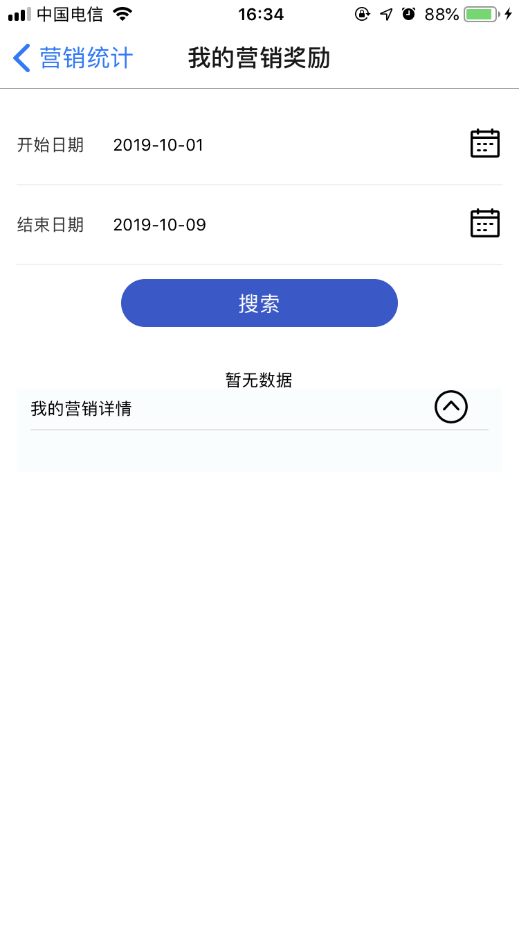 中国电信 16:34 88%
营销统计 我的营销奖励
开始日期 2019-10-01
结束日期 2019-10-09
搜索
暂无数据
我的营销详情